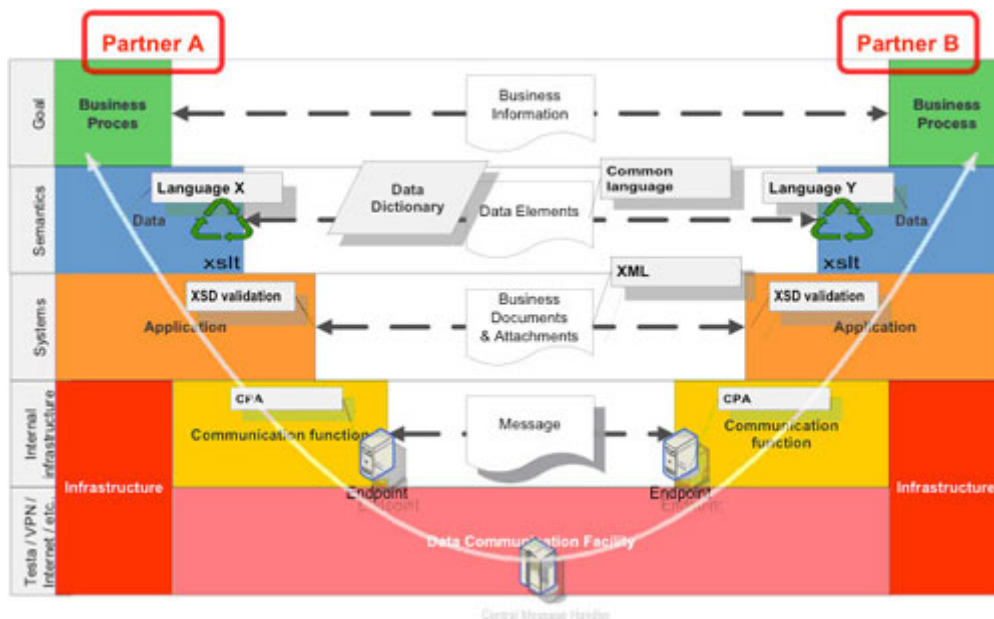 Partner A
Partner B
Goal
Business
Proces
Business
Information
Business
Process
Semantics
Language X
Data
xslt
Data
Dictionary
Data Elements
Common
language
Language Y
Data
xslt
Systems
XSD validation
Application
Business
Documents
& Attachments
XML
XSD validation
Application
Internal
infrastructure
CPA
Communication function
Endpoint
Message
CPA
Communication
function
Endpoint
Testa / VPN /
Internet / etc.
Infrastructure
Data Communication Facility
Infrastructure
Central Message Handler